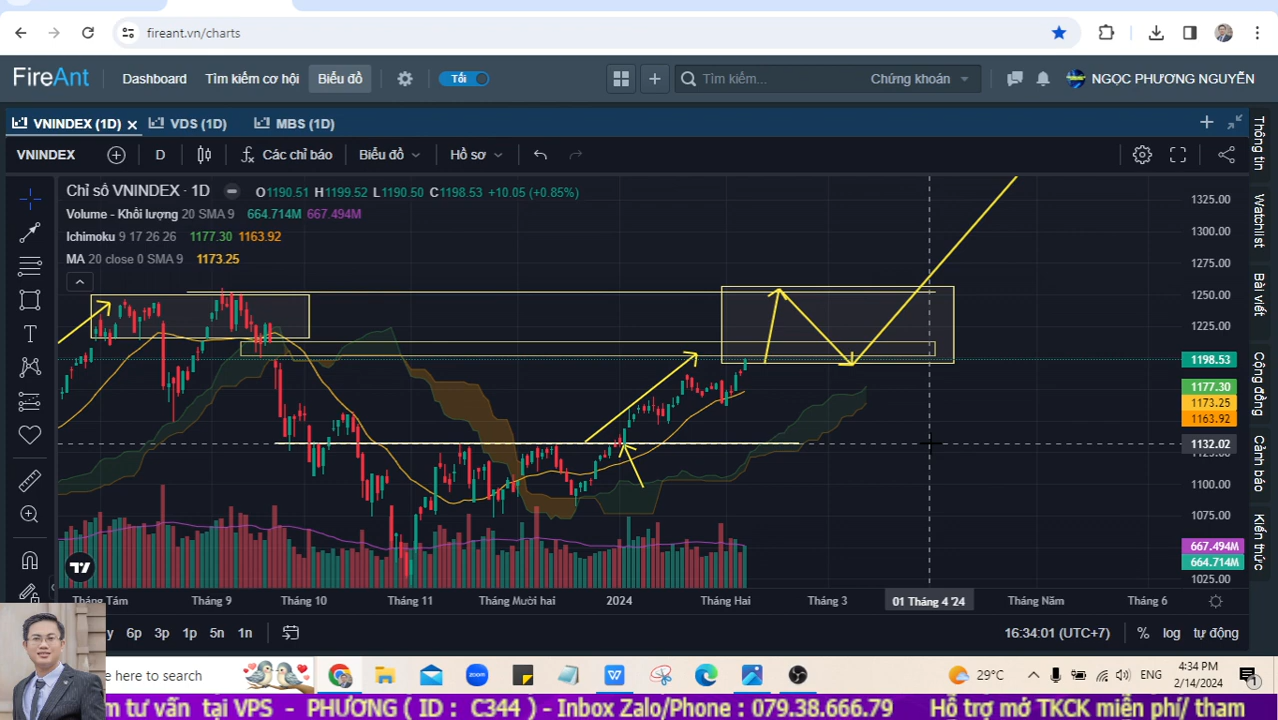 fireant.vn/charts
FireAnt Dashboard Tìm kiếm cơ hội Biểu đồ Tối Tìm kiếm... Chứng khoán NGỌC PHƯƠNG NGUYỄN
VNINDEX (1D) VDS (1D) MBS (1D)
VNINDEX D Các chỉ báo Biểu đồ Hồ sơ
Chỉ số VNINDEX · 1D O1190.51 H1199.52 L1190.50 C1198.53 +10.05 (+0.85%)
Volume - Khối lượng 20 SMA 9 664.714M 667.494M
Ichimoku 9 17 26 26 1177.30 1163.92
MA 20 close 0 SMA 9 1173.25
1325.00
1300.00
1275.00
1250.00
1225.00
1198.53
1177.30
1173.25
1163.92
1132.02
1100.00
1075.00
667.494M
664.714M
1025.00
Thông tin
Watchlist
Bài viết
Cộng đồng
Cảnh báo
Kiến thức
Tháng Tám Tháng 9 Tháng 10 Tháng 11 Tháng Mười hai 2024 Tháng Hai Tháng 3 01 Tháng 4 '24 Tháng Năm Tháng 6
y 6p 3p 1p 5n 1n 16:34:01 (UTC+7) % log tự động
here to search 29°C ENG 4:34 PM
2/14/2024
m tư vấn tại VPS - PHƯƠNG ( ID : C344 ) - Inbox Zalo/Phone : 079.38.666.79 Hỗ trợ mở TKCK miễn phí/ tham